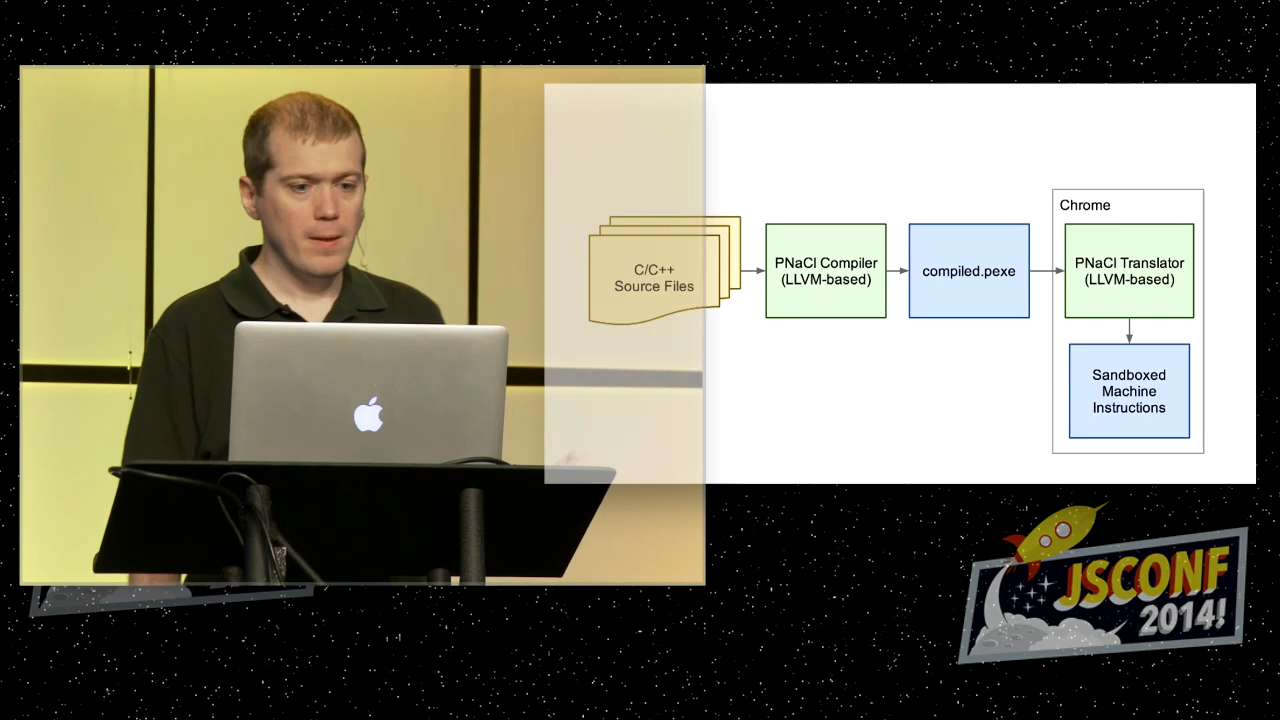 C/C++
Source Files
PNaCl Compiler
(LLVM-based)
compiled.pexe
Chrome
PNaCl Translator
(LLVM-based)
Sandboxed
Machine
Instructions
JSCONF
2014!